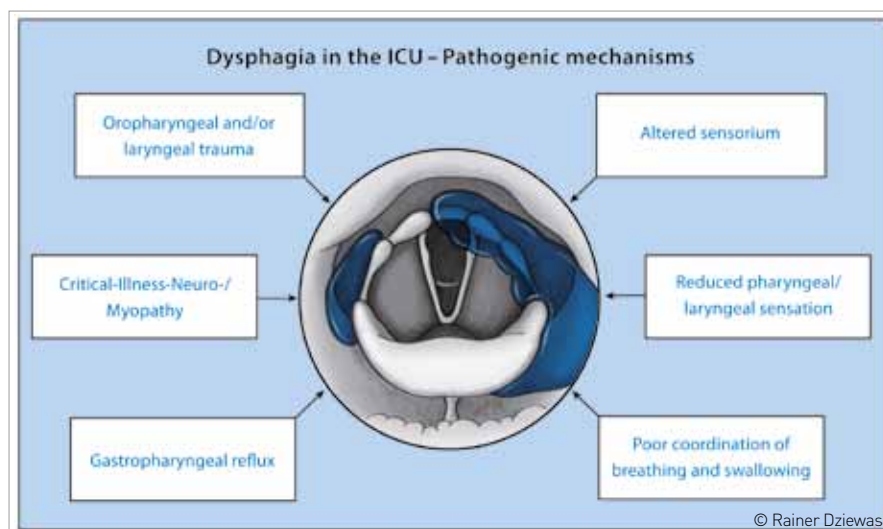 Dysphagia in the ICU – Pathogenic mechanisms
Oropharyngeal and/or
laryngeal trauma
Altered sensorium
Critical-Illness-Neuro-/
Myopathy
Reduced pharyngeal/
laryngeal sensation
Gastropharyngeal reflux
Poor coordination of
breathing and swallowing
© Rainer Dziewas